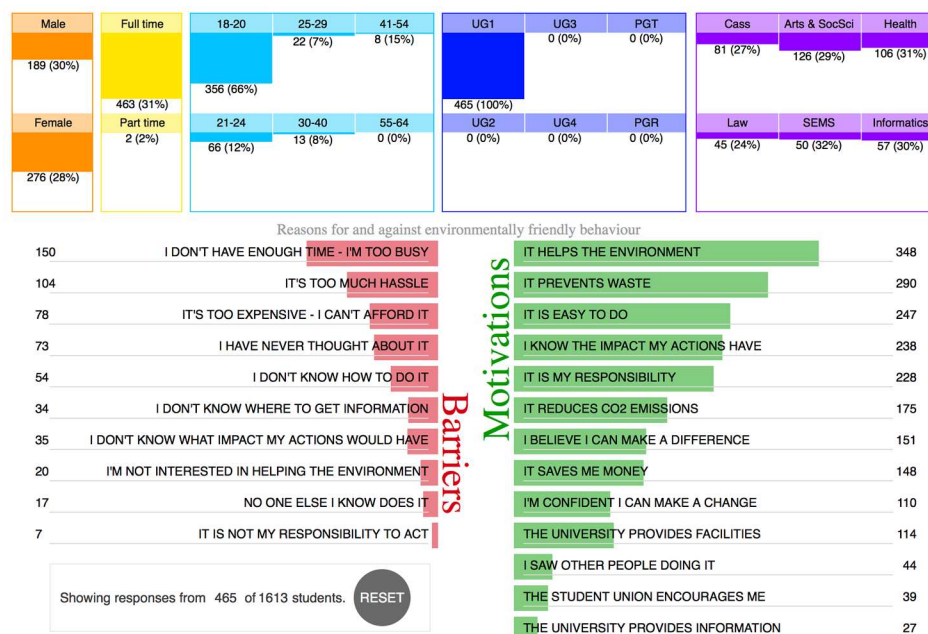 Male
189 (30%)
Female
276 (28%)
Full time
463 (31%)
Part time
2 (2%)
18-20
25-29
41-54
356 (66%)
22 (7%)
8 (15%)
21-24
30-40
55-64
66 (12%)
13 (8%)
0 (0%)
UG1
UG3
PGT
465 (100%)
0 (0%)
0 (0%)
UG2
UG4
PGR
0 (0%)
0 (0%)
0 (0%)
Cass
Arts & SocSci
Health
81 (27%)
126 (29%)
106 (31%)
Law
SEMS
Informatics
45 (24%)
50 (32%)
57 (30%)
Reasons for and against environmentally friendly behaviour
Barriers
150 I DON'T HAVE ENOUGH TIME - I'M TOO BUSY
104 IT'S TOO MUCH HASSLE
78 IT'S TOO EXPENSIVE - I CAN'T AFFORD IT
73 I HAVE NEVER THOUGHT ABOUT IT
54 I DON'T KNOW HOW TO DO IT
34 I DON'T KNOW WHERE TO GET INFORMATION
35 I DON'T KNOW WHAT IMPACT MY ACTIONS WOULD HAVE
20 I'M NOT INTERESTED IN HELPING THE ENVIRONMENT
17 NO ONE ELSE I KNOW DOES IT
7 IT IS NOT MY RESPONSIBILITY TO ACT
Motivations
IT HELPS THE ENVIRONMENT 348
IT PREVENTS WASTE 290
IT IS EASY TO DO 247
I KNOW THE IMPACT MY ACTIONS HAVE 238
IT IS MY RESPONSIBILITY 228
IT REDUCES CO2 EMISSIONS 175
I BELIEVE I CAN MAKE A DIFFERENCE 151
IT SAVES ME MONEY 148
I'M CONFIDENT I CAN MAKE A CHANGE 110
THE UNIVERSITY PROVIDES FACILITIES 114
I SAW OTHER PEOPLE DOING IT 44
THE STUDENT UNION ENCOURAGES ME 39
THE UNIVERSITY PROVIDES INFORMATION 27
Showing responses from 465 of 1613 students.
RESET